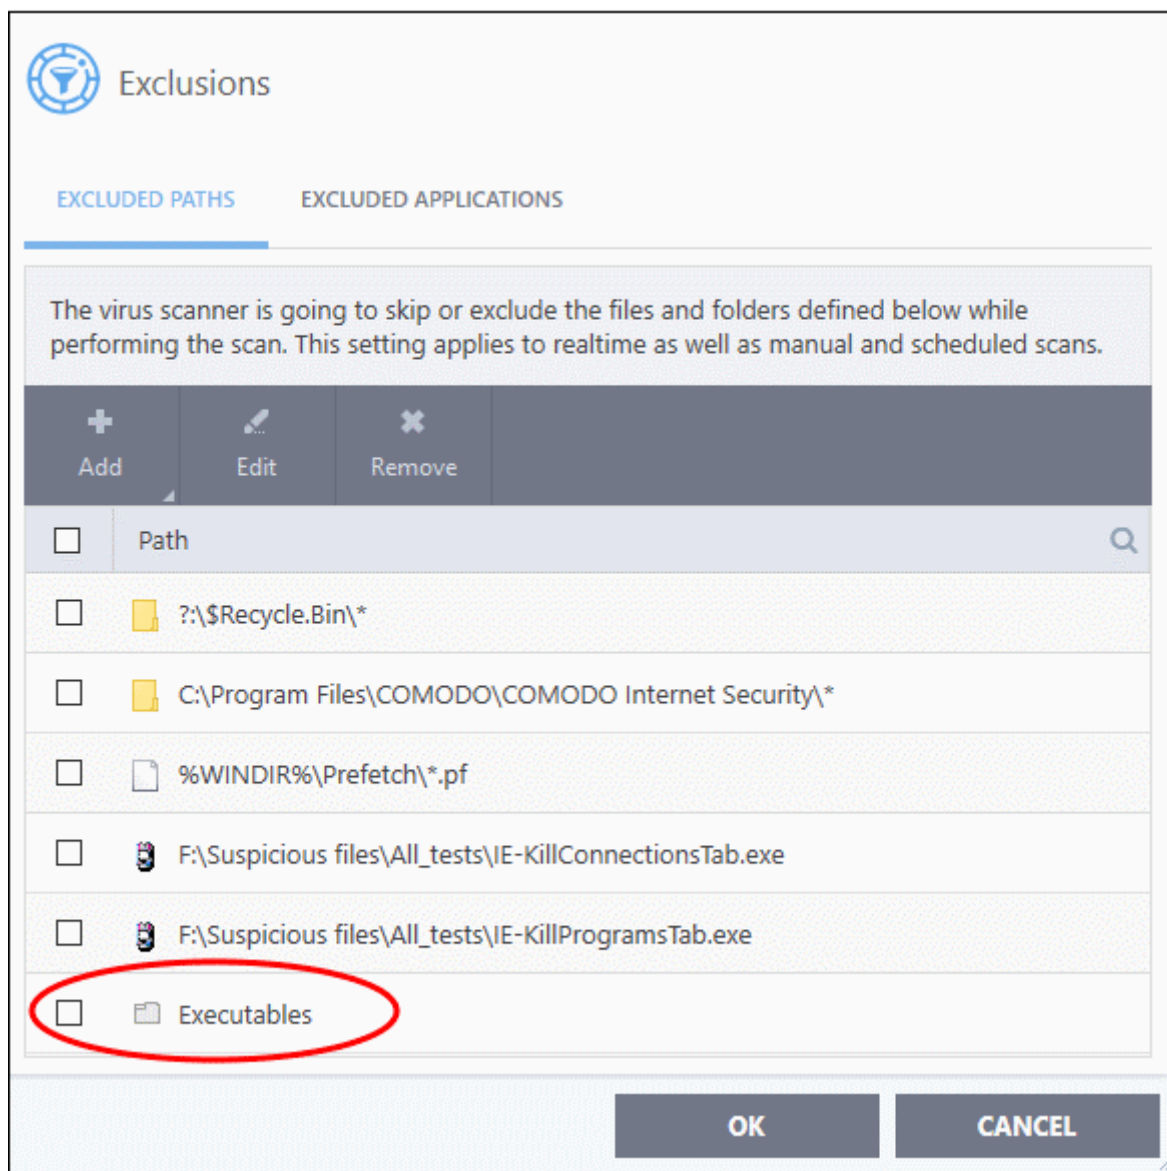 Exclusions
EXCLUDED PATHS EXCLUDED APPLICATIONS
The virus scanner is going to skip or exclude the files and folders defined below while
performing the scan. This setting applies to realtime as well as manual and scheduled scans.
Add Edit Remove
Path
?:\$Recycle.Bin\*
C:\Program Files\COMODO\COMODO Internet Security\*
%WINDIR%\Prefetch\*.pf
F:\Suspicious files\All_tests\IE-KillConnectionsTab.exe
F:\Suspicious files\All_tests\IE-KillProgramsTab.exe
Executables
OK CANCEL